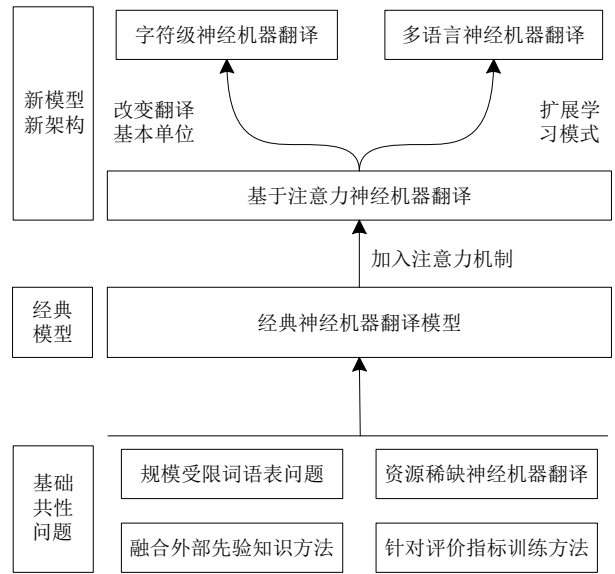 字符级神经机器翻译
多语言神经机器翻译
新模型
新架构
改变翻译
基本单位
扩展学
习模式
基于注意力神经机器翻译
加入注意力机制
经典
模型
经典神经机器翻译模型
基础
共性
问题
规模受限词语表问题
资源稀缺神经机器翻译
融合外部先验知识方法
针对评价指标训练方法